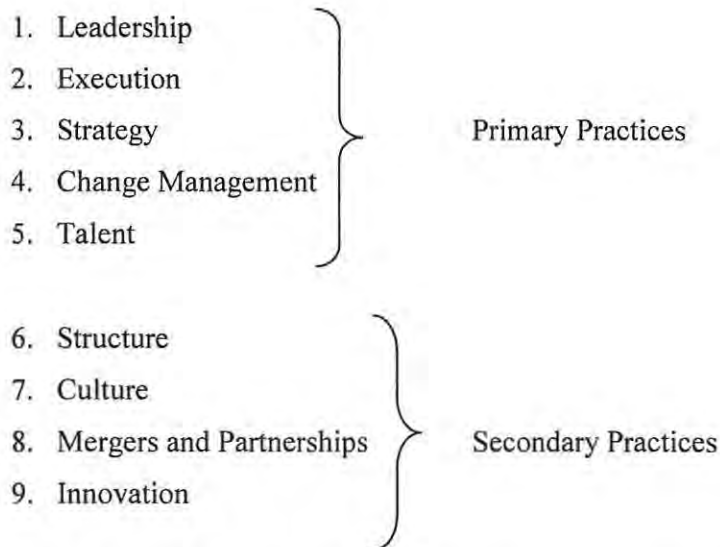 1. Leadership
2. Execution
3. Strategy
Primary Practices
4. Change Management
5. Talent
6. Structure
7. Culture
8. Mergers and Partnerships
Secondary Practices
9. Innovation